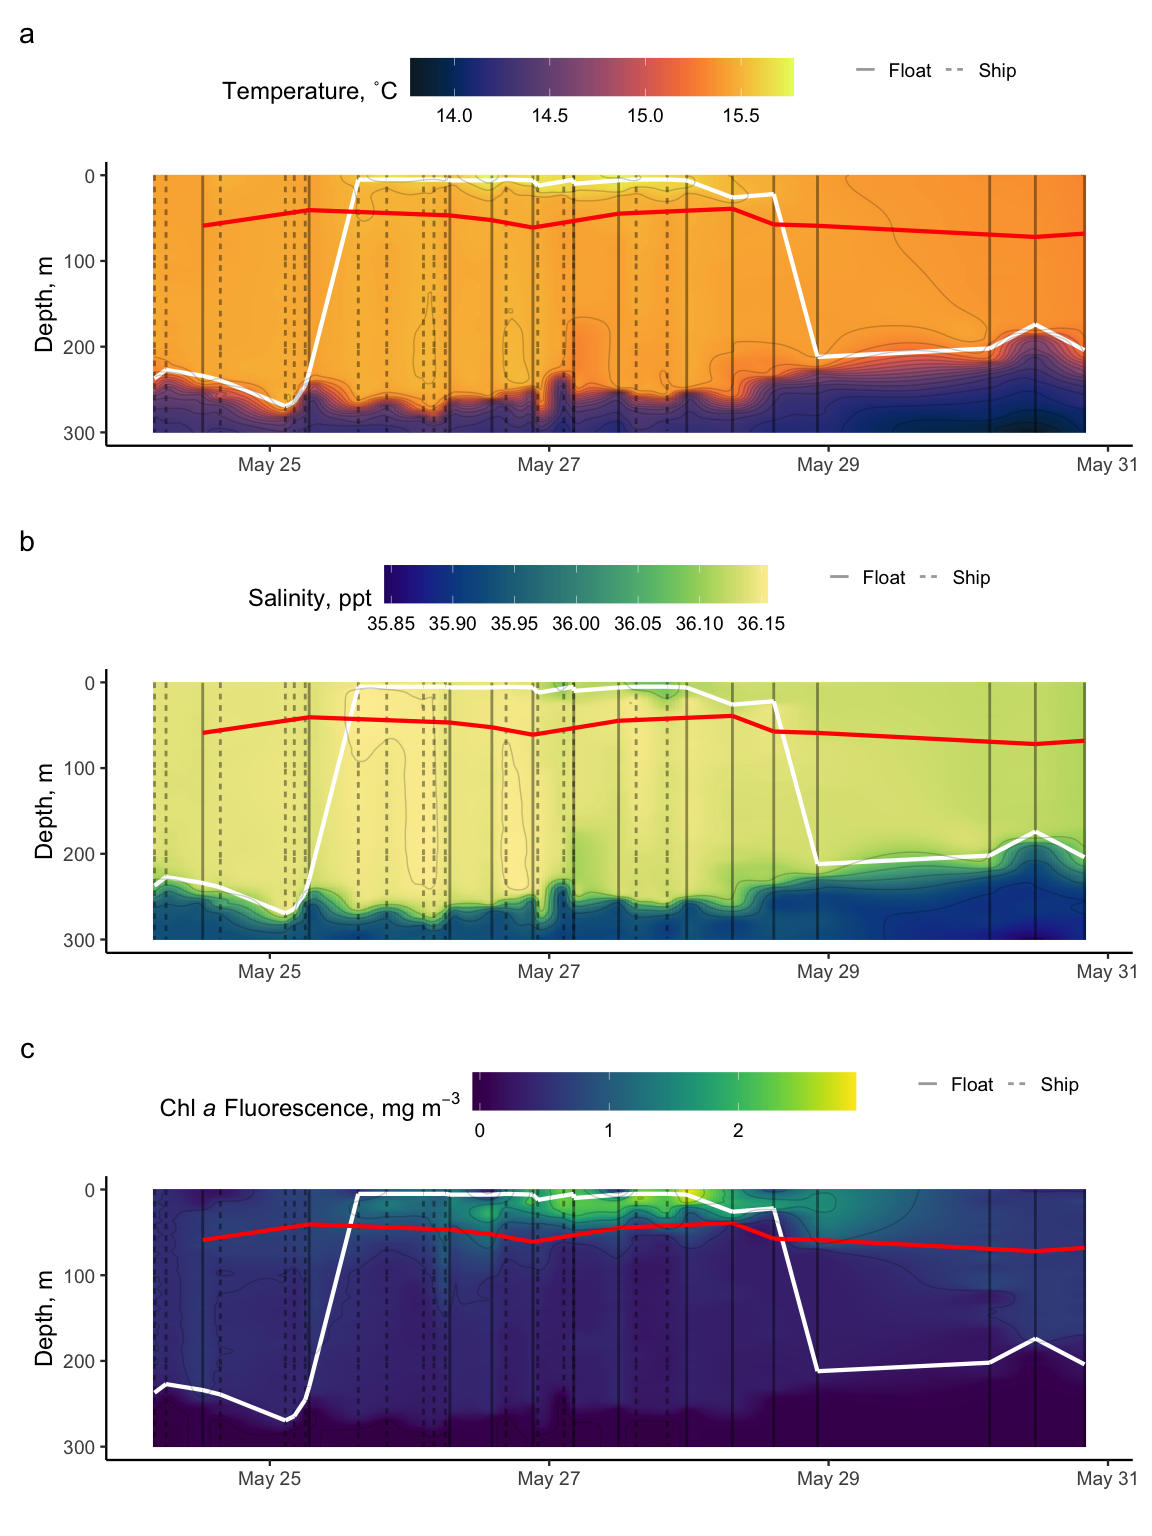 a
Temperature, °C
14.0 14.5 15.0 15.5
Float Ship
Depth, m
0
100
200
300
May 25 May 27 May 29 May 31
b
Salinity, ppt
35.85 35.90 35.95 36.00 36.05 36.10 36.15
Float Ship
Depth, m
0
100
200
300
May 25 May 27 May 29 May 31
c
Chl a Fluorescence, mg m⁻³
0 1 2
Float Ship
Depth, m
0
100
200
300
May 25 May 27 May 29 May 31